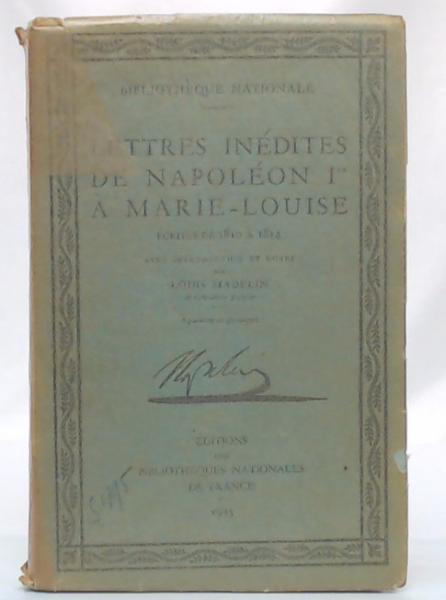 BIBLIOTHÈQUE NATIONALE
LETTRES INÉDITES
DE NAPOLÉON Ier
A MARIE-LOUISE
ÉCRITES DE 1810 A 1814
AVEC INTRODUCTION ET NOTES
PAR
LOUIS MADELIN
ÉDITIONS
DES
BIBLIOTHÈQUES NATIONALES
DE FRANCE